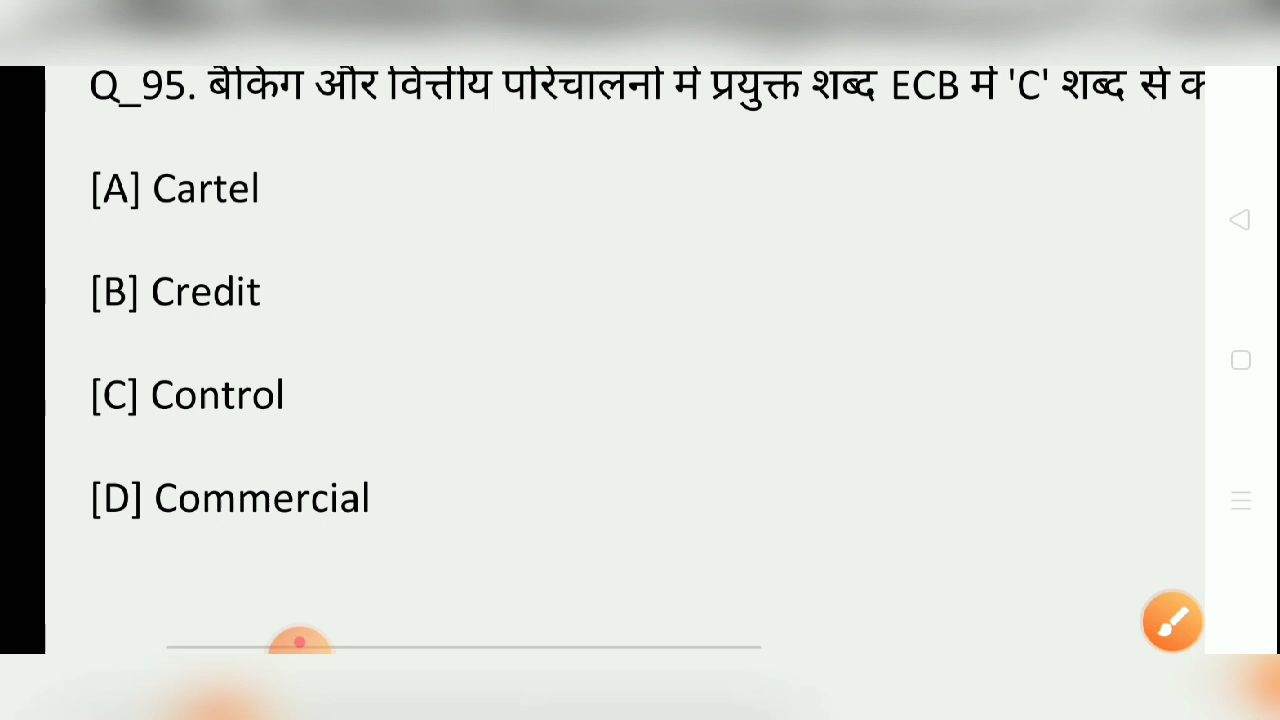 Q_95. बैंकिंग और वित्तीय परिचालनों में प्रयुक्त शब्द ECB में 'C' शब्द से
[A] Cartel
[B] Credit
[C] Control
[D] Commercial